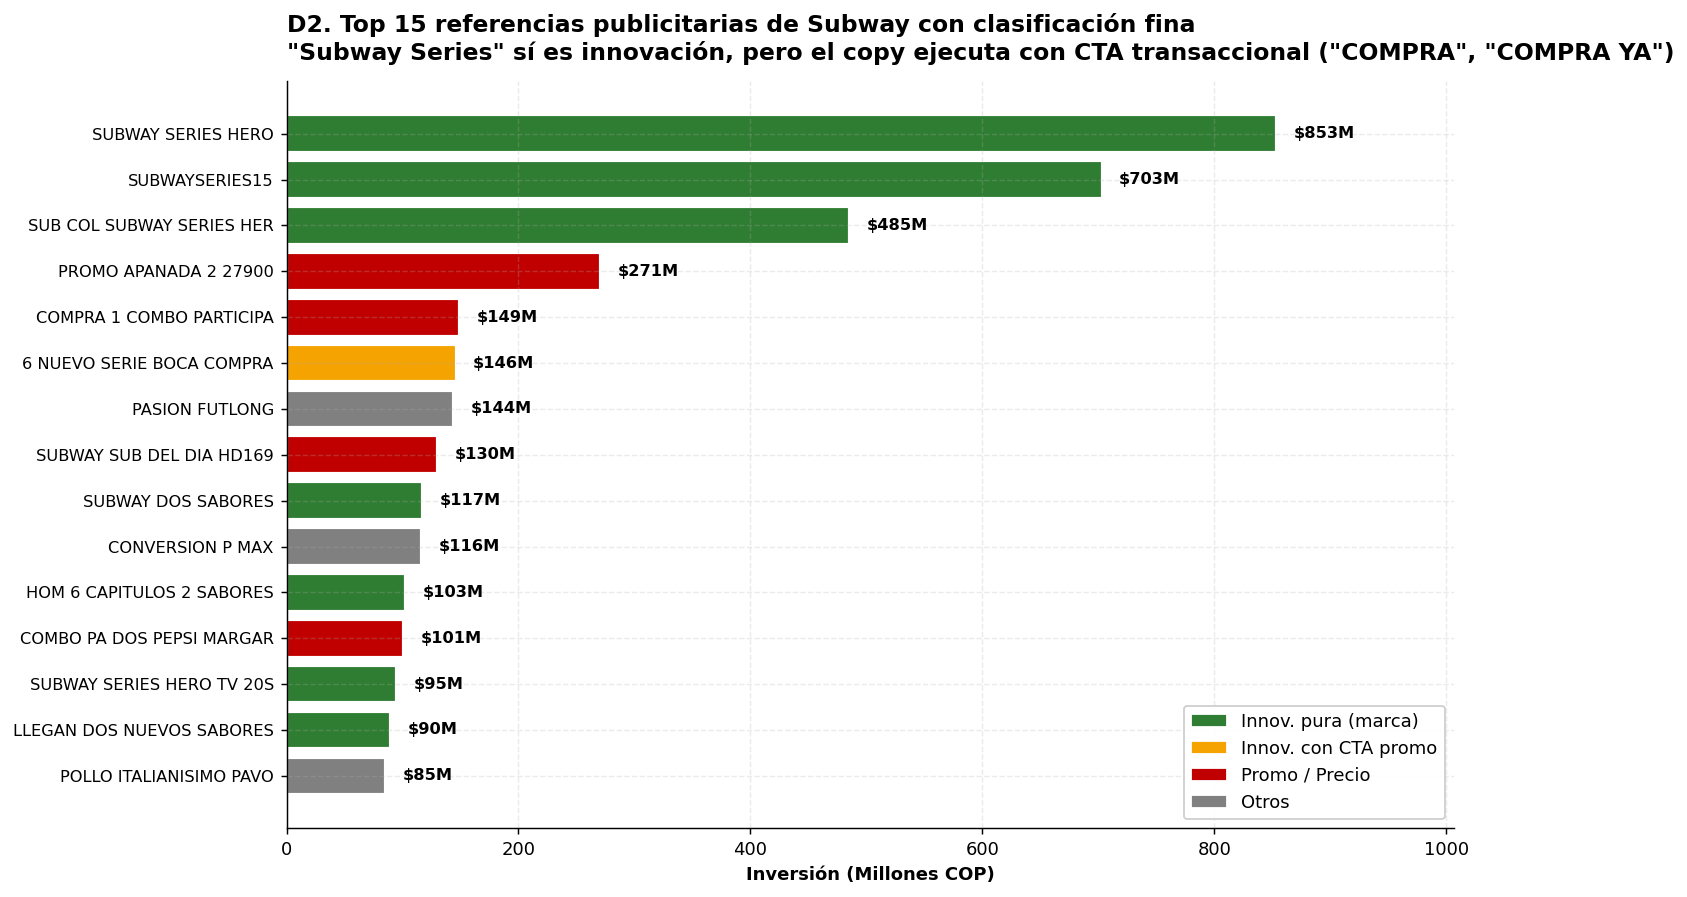 D2. Top 15 referencias publicitarias de Subway con clasificación fina
"Subway Series" sí es innovación, pero el copy ejecuta con CTA transaccional ("COMPRA", "COMPRA YA")
SUBWAY SERIES HERO $853M
SUBWAYSERIES15 $703M
SUB COL SUBWAY SERIES HER $485M
PROMO APANADA 2 27900 $271M
COMPRA 1 COMBO PARTICIPA $149M
6 NUEVO SERIE BOCA COMPRA $146M
PASION FUTLONG $144M
SUBWAY SUB DEL DIA HD169 $130M
SUBWAY DOS SABORES $117M
CONVERSION P MAX $116M
HOM 6 CAPITULOS 2 SABORES $103M
COMBO PA DOS PEPSI MARGAR $101M
SUBWAY SERIES HERO TV 20S $95M
LLEGAN DOS NUEVOS SABORES $90M
POLLO ITALIANISIMO PAVO $85M
Innov. pura (marca)
Innov. con CTA promo
Promo / Precio
Otros
0 200 400 600 800 1000
Inversión (Millones COP)